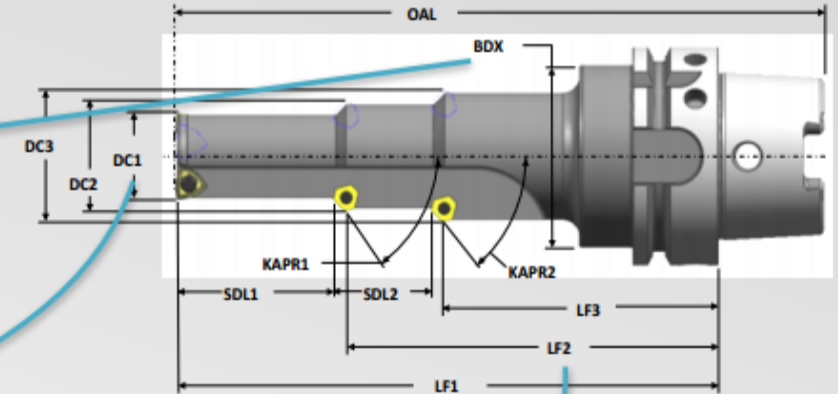 OAL
BDX
DC3
DC1
DC2
KAPR1
KAPR2
SDL1
SDL2
LF3
LF2
LF1